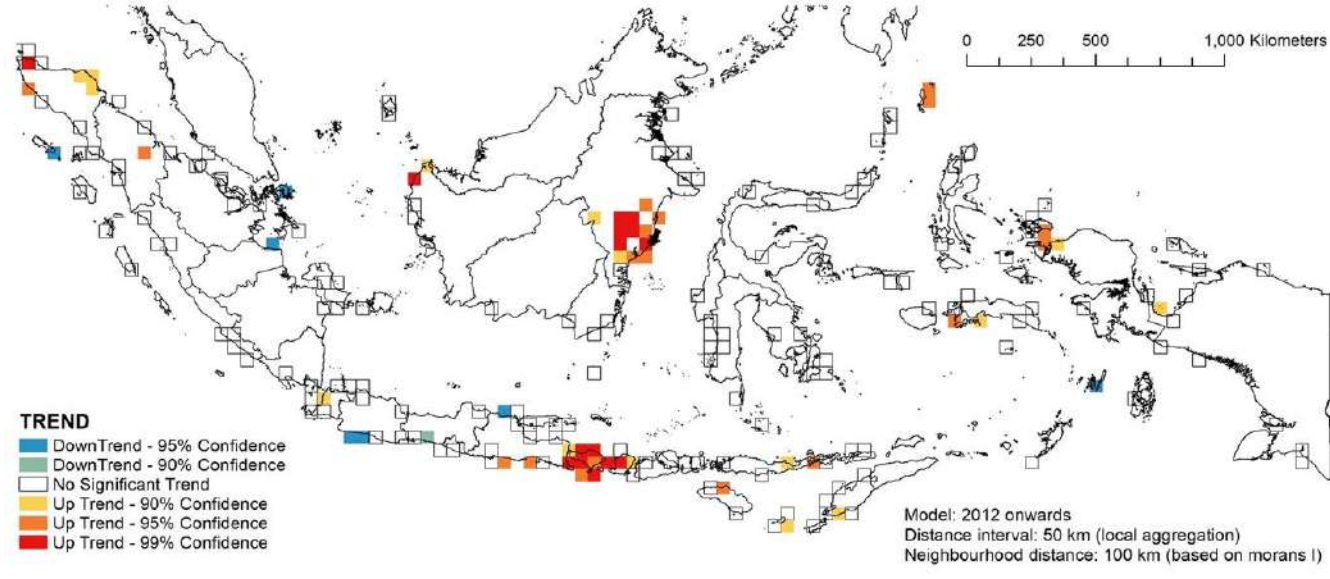 0 250 500 1,000 Kilometers
TREND
DownTrend - 95% Confidence
DownTrend - 90% Confidence
No Significant Trend
Up Trend - 90% Confidence
Up Trend - 95% Confidence
Up Trend - 99% Confidence
Model: 2012 onwards
Distance interval: 50 km (local aggregation)
Neighbourhood distance: 100 km (based on morans I)